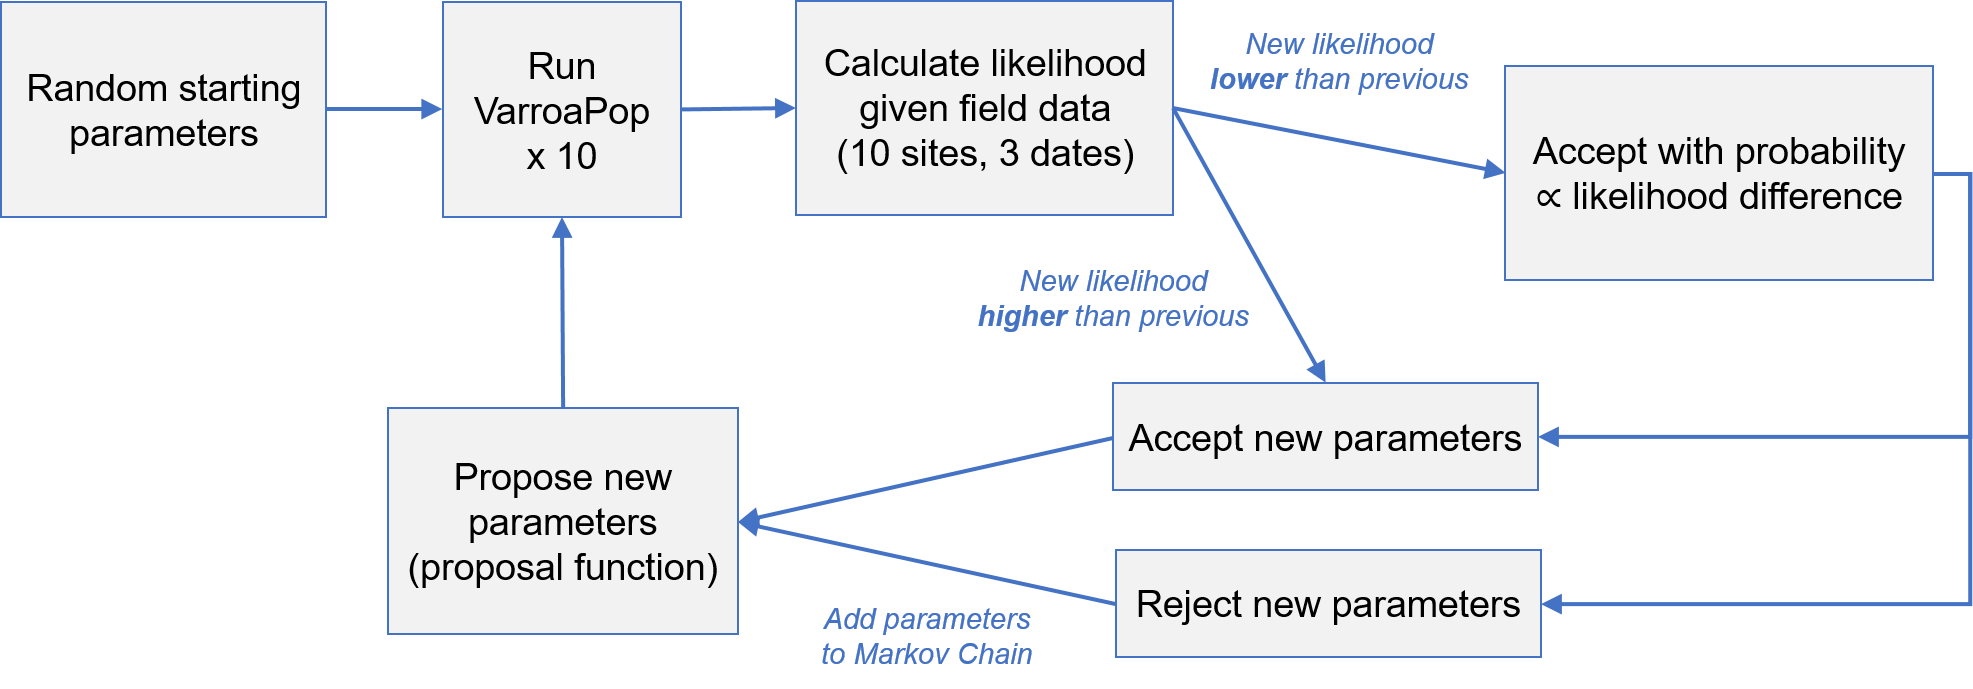 Random starting
parameters
Run
VarroaPop
x 10
Calculate likelihood
given field data
(10 sites, 3 dates)
New likelihood
lower than previous
Accept with probability
∝ likelihood difference
New likelihood
higher than previous
Accept new parameters
Propose new
parameters
(proposal function)
Reject new parameters
Add parameters
to Markov Chain